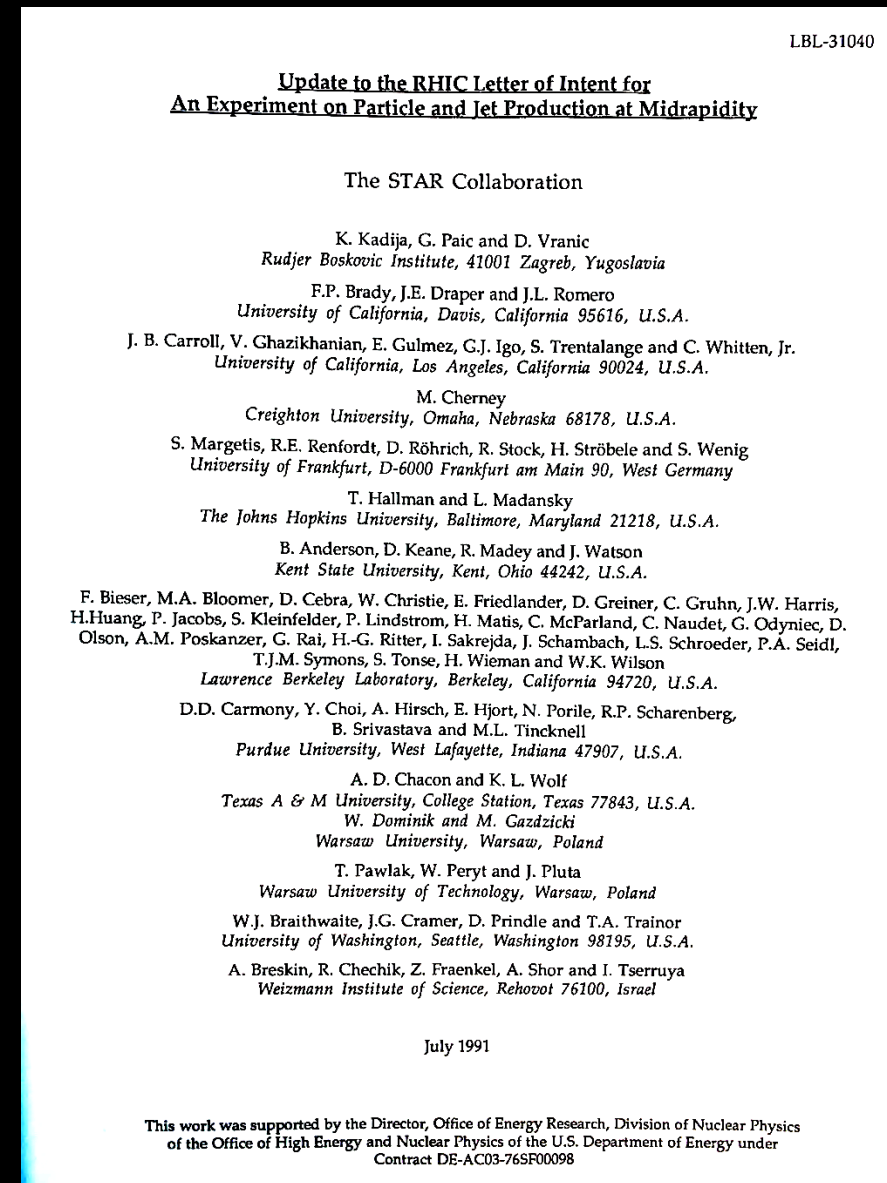 LBL-31040
Update to the RHIC Letter of Intent for
An Experiment on Particle and Jet Production at Midrapidity
The STAR Collaboration
K. Kadija, G. Paic and D. Vranic
Rudjer Boskovic Institute, 41001 Zagreb, Yugoslavia
F.P. Brady, J.E. Draper and J.L. Romero
University of California, Davis, California 95616, U.S.A.
J. B. Carroll, V. Ghazikhanian, E. Gulmez, G.J. Igo, S. Trentalange and C. Whitten, Jr.
University of California, Los Angeles, California 90024, U.S.A.
M. Cherney
Creighton University, Omaha, Nebraska 68178, U.S.A.
S. Margetis, R.E. Renfordt, D. Röhrich, R. Stock, H. Ströbele and S. Wenig
University of Frankfurt, D-6000 Frankfurt am Main 90, West Germany
T. Hallman and L. Madansky
The Johns Hopkins University, Baltimore, Maryland 21218, U.S.A.
B. Anderson, D. Keane, R. Madey and J. Watson
Kent State University, Kent, Ohio 44242, U.S.A.
F. Bieser, M.A. Bloomer, D. Cebra, W. Christie, E. Friedlander, D. Greiner, C. Gruhn, J.W. Harris,
H.Huang, P. Jacobs, S. Kleinfelder, P. Lindstrom, H. Matis, C. McParland, C. Naudet, G. Odyniec, D.
Olson, A.M. Poskanzer, G. Rai, H.-G. Ritter, I. Sakrejda, J. Schambach, L.S. Schroeder, P.A. Seidl,
T.J.M. Symons, S. Tonse, H. Wieman and W.K. Wilson
Lawrence Berkeley Laboratory, Berkeley, California 94720, U.S.A.
D.D. Carmony, Y. Choi, A. Hirsch, E. Hjort, N. Porile, R.P. Scharenberg,
B. Srivastava and M.L. Tincknell
Purdue University, West Lafayette, Indiana 47907, U.S.A.
A. D. Chacon and K. L. Wolf
Texas A & M University, College Station, Texas 77843, U.S.A.
W. Dominik and M. Gazdzicki
Warsaw University, Warsaw, Poland
T. Pawlak, W. Peryt and J. Pluta
Warsaw University of Technology, Warsaw, Poland
W.J. Braithwaite, J.G. Cramer, D. Prindle and T.A. Trainor
University of Washington, Seattle, Washington 98195, U.S.A.
A. Breskin, R. Chechik, Z. Fraenkel, A. Shor and I. Tserruya
Weizmann Institute of Science, Rehovot 76100, Israel
July 1991
This work was supported by the Director, Office of Energy Research, Division of Nuclear Physics
of the Office of High Energy and Nuclear Physics of the U.S. Department of Energy under
Contract DE-AC03-76SF00098